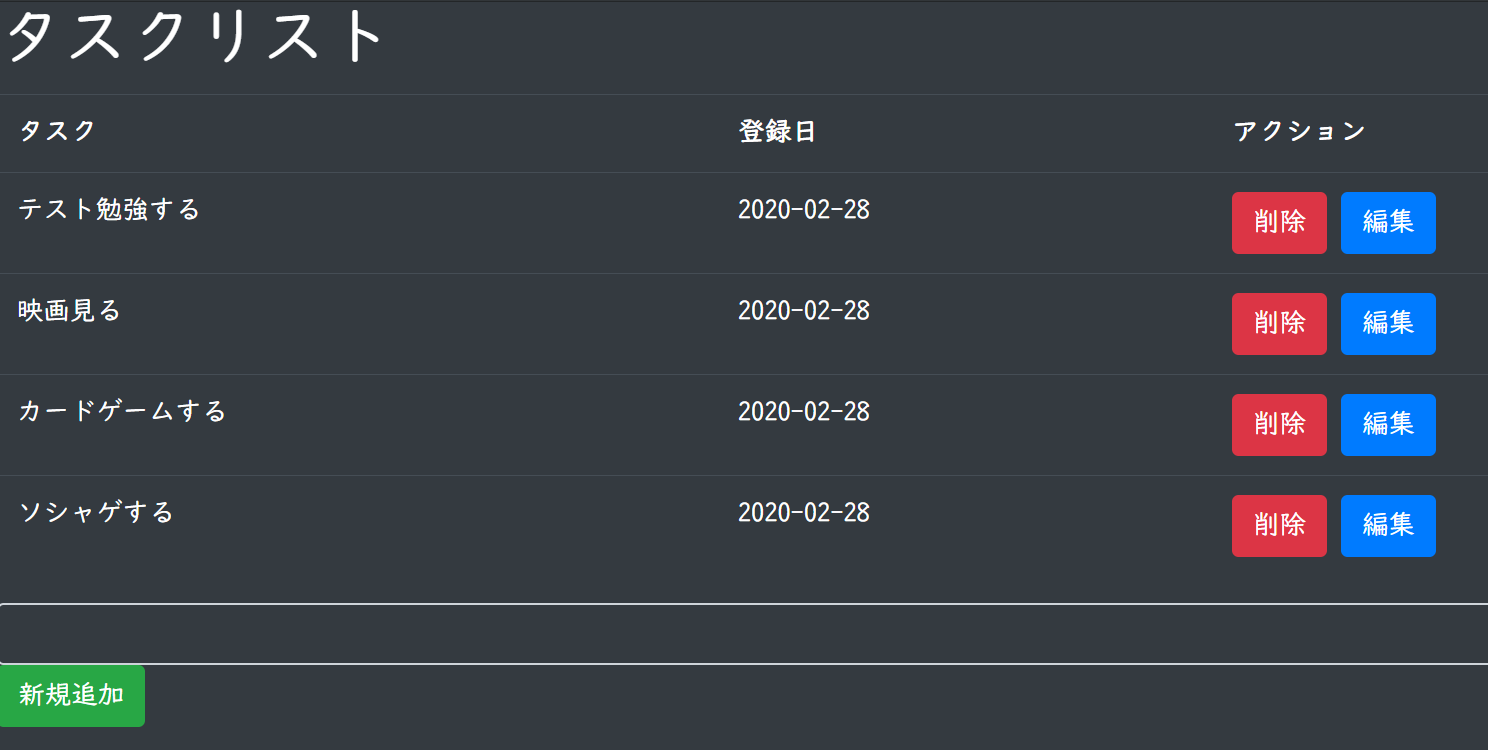 タスクリスト
タスク 登録日 アクション
テスト勉強する 2020-02-28 削除 編集
映画見る 2020-02-28 削除 編集
カードゲームする 2020-02-28 削除 編集
ソシャゲする 2020-02-28 削除 編集
新規追加